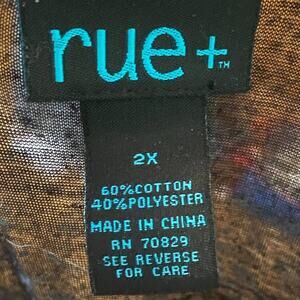 rue+™
2X
60%COTTON
40%POLYESTER
MADE IN CHINA
RN 70829
SEE REVERSE
FOR CARE